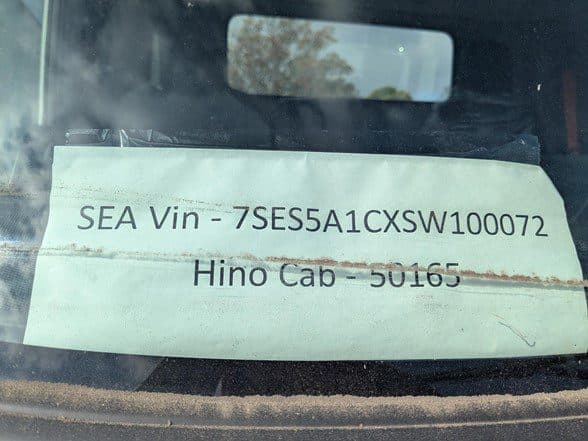 SEA Vin - 7SES5A1CXSW100072
Hino Cab - 50165